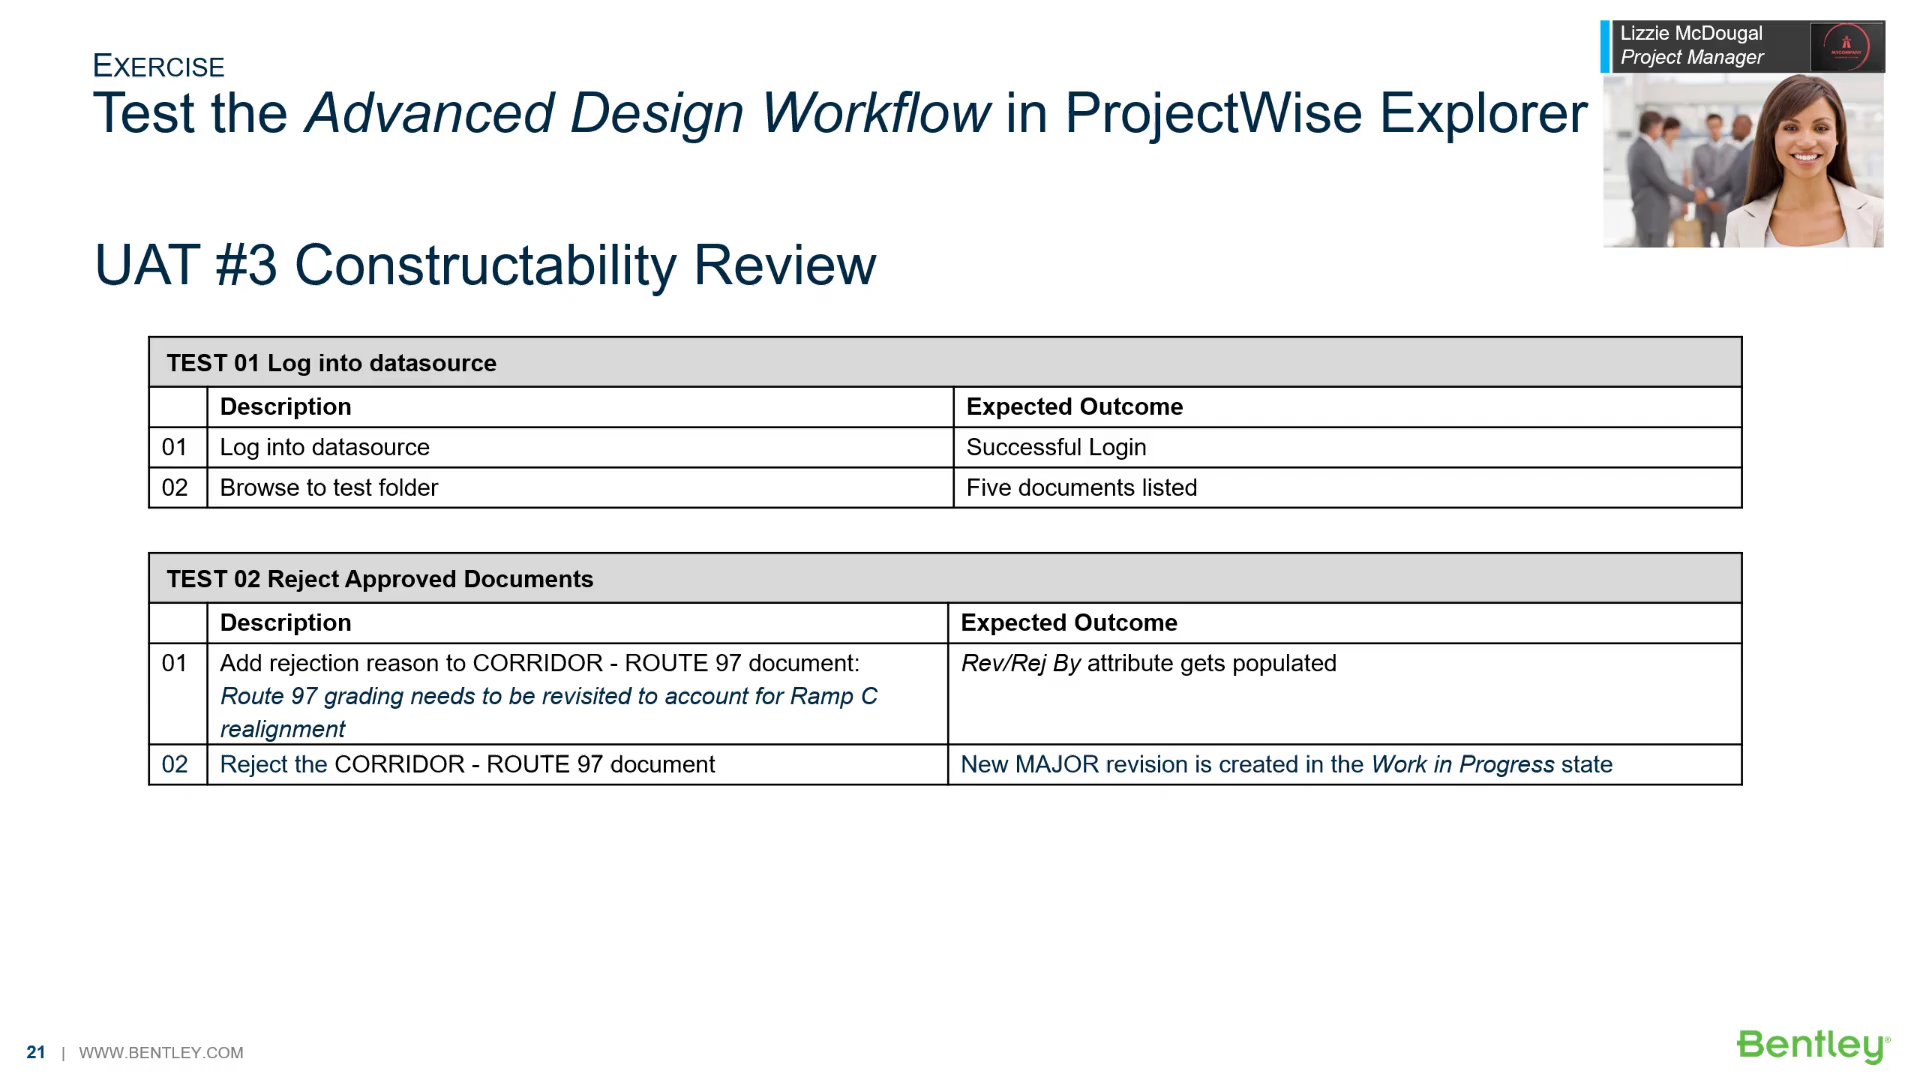 Lizzie McDougal
Project Manager
EXERCISE
Test the Advanced Design Workflow in ProjectWise Explorer
UAT #3 Constructability Review
TEST 01 Log into datasource
Description Expected Outcome
01 Log into datasource Successful Login
02 Browse to test folder Five documents listed
TEST 02 Reject Approved Documents
Description Expected Outcome
01 Add rejection reason to CORRIDOR - ROUTE 97 document: Rev/Rej By attribute gets populated
Route 97 grading needs to be revisited to account for Ramp C
realignment
02 Reject the CORRIDOR - ROUTE 97 document New MAJOR revision is created in the Work in Progress state
21 | WWW.BENTLEY.COM
Bentley®